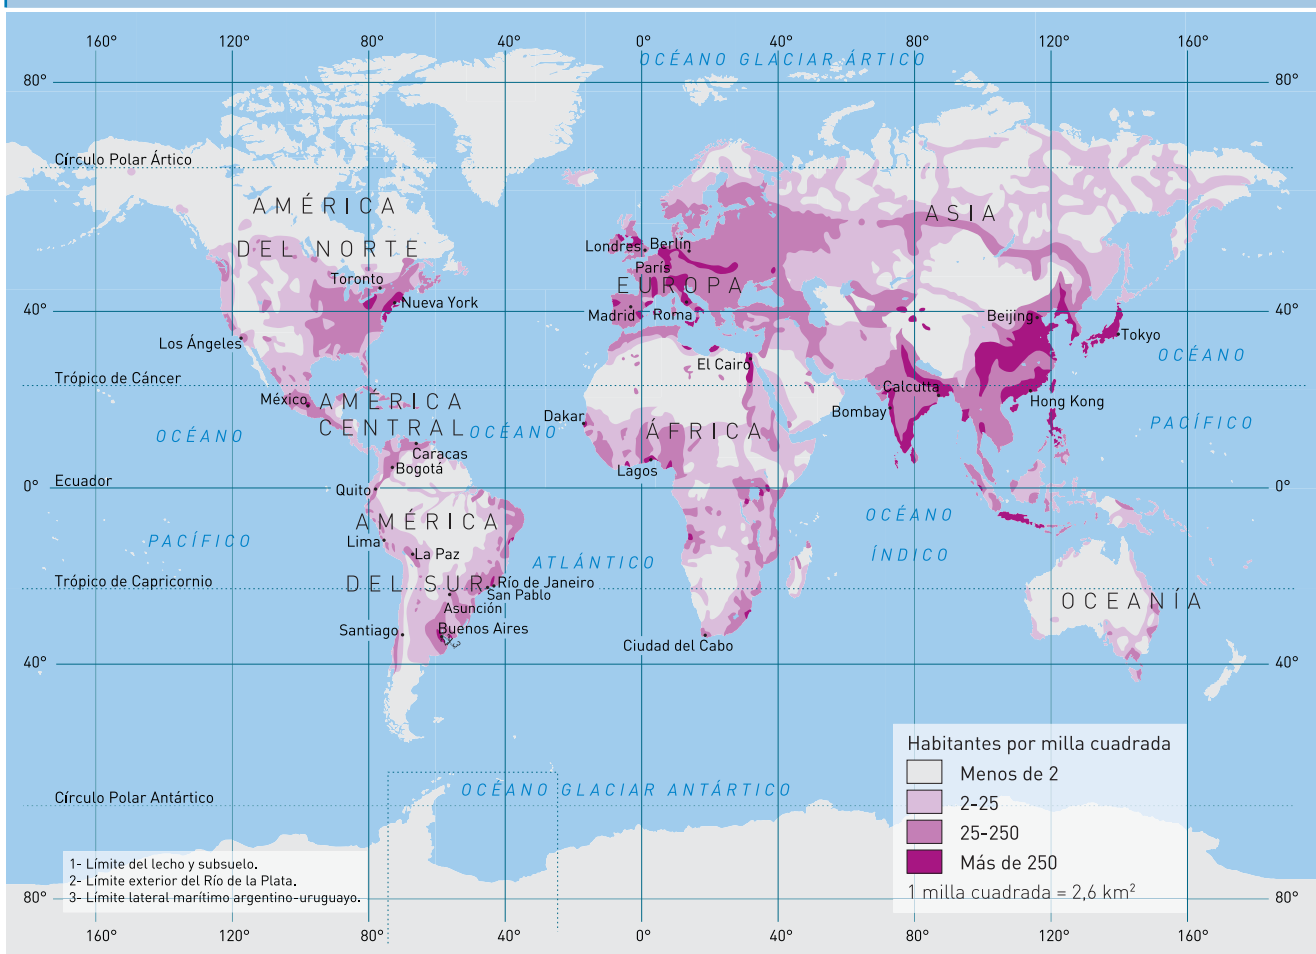 160° 120° 80° 40° 0° 40° 80° 120° 160°
OCÉANO GLACIAR ÁRTICO
80° 80°
Círculo Polar Ártico
AMÉRICA
DEL NORTE
ASIA
Londres Berlín
París
EUROPA
Toronto
Nueva York
40° 40°
Madrid Roma
Beijing
Tokyo
Los Ángeles
OCÉANO
El Cairo
Trópico de Cáncer
Calcutta
México
AMÉRICA
CENTRAL
Hong Kong
Bombay
Dakar
PACÍFICO
OCÉANO
OCÉANO
ÁFRICA
Caracas
Bogotá
Lagos
Ecuador
0° 0°
Quito
AMÉRICA
OCÉANO
PACÍFICO
Lima
La Paz
ÍNDICO
ATLÁNTICO
Trópico de Capricornio
DEL SUR
Río de Janeiro
San Pablo
OCEANÍA
Asunción
Santiago
Buenos Aires
3
Ciudad del Cabo
40° 40°
Habitantes por milla cuadrada
Menos de 2
2-25
25-250
Más de 250
1 milla cuadrada = 2,6 km²
OCÉANO GLACIAR ANTÁRTICO
Círculo Polar Antártico
1- Límite del lecho y subsuelo.
2- Límite exterior del Río de la Plata.
3- Límite lateral marítimo argentino-uruguayo.
80° 80°
160° 120° 80° 40° 0° 40° 80° 120° 160°